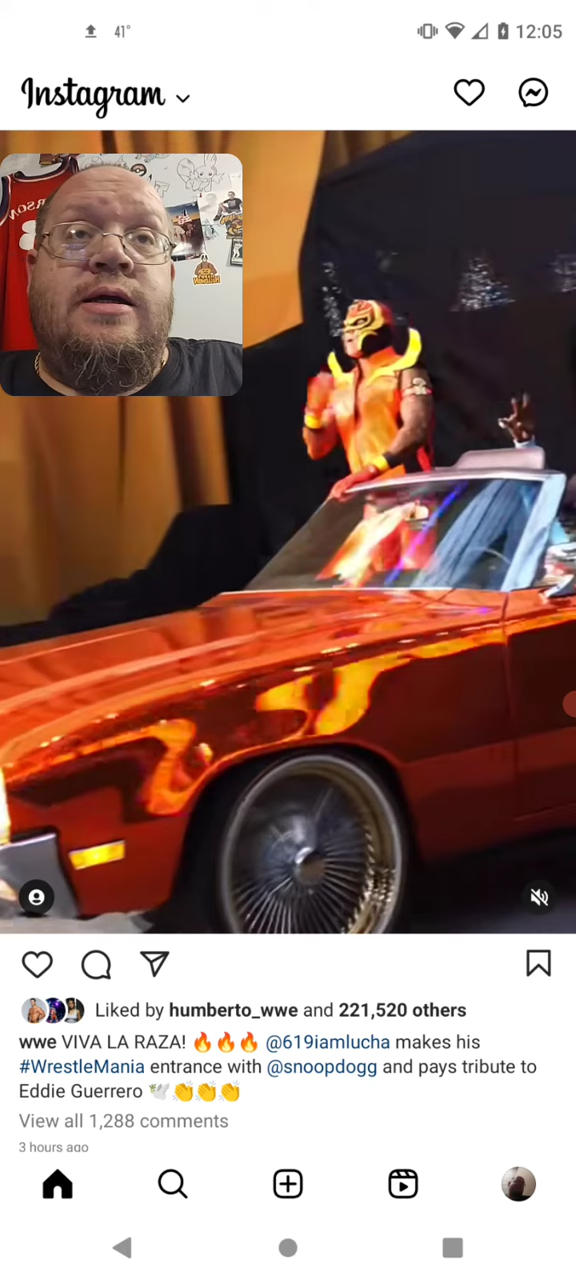 41° 12:05
Instagram
wwe VIVA LA RAZA! 🔥🔥🔥 @619iamlucha makes his
#WrestleMania entrance with @snoopdogg and pays tribute to
Eddie Guerrero 🕊️👏👏👏
Liked by humberto_wwe and 221,520 others
View all 1,288 comments
3 hours ago